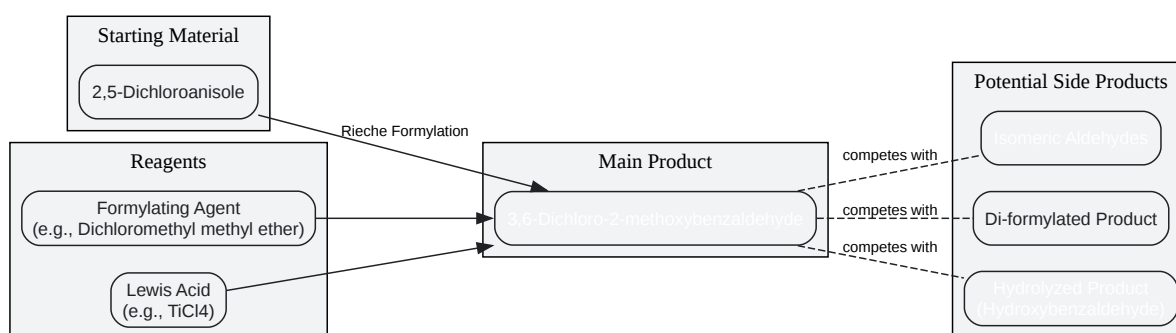 Starting Material
2,5-Dichloroanisole
Rieche Formylation
Reagents
Formylating Agent
(e.g., Dichloromethyl methyl ether)
Lewis Acid
(e.g., TiCl4)
Main Product
3,6-Dichloro-2-methoxybenzaldehyde
competes with
competes with
competes with
Potential Side Products
Isomeric Aldehydes
Di-formylated Product
Hydrolyzed Product
(Hydroxybenzaldehyde)